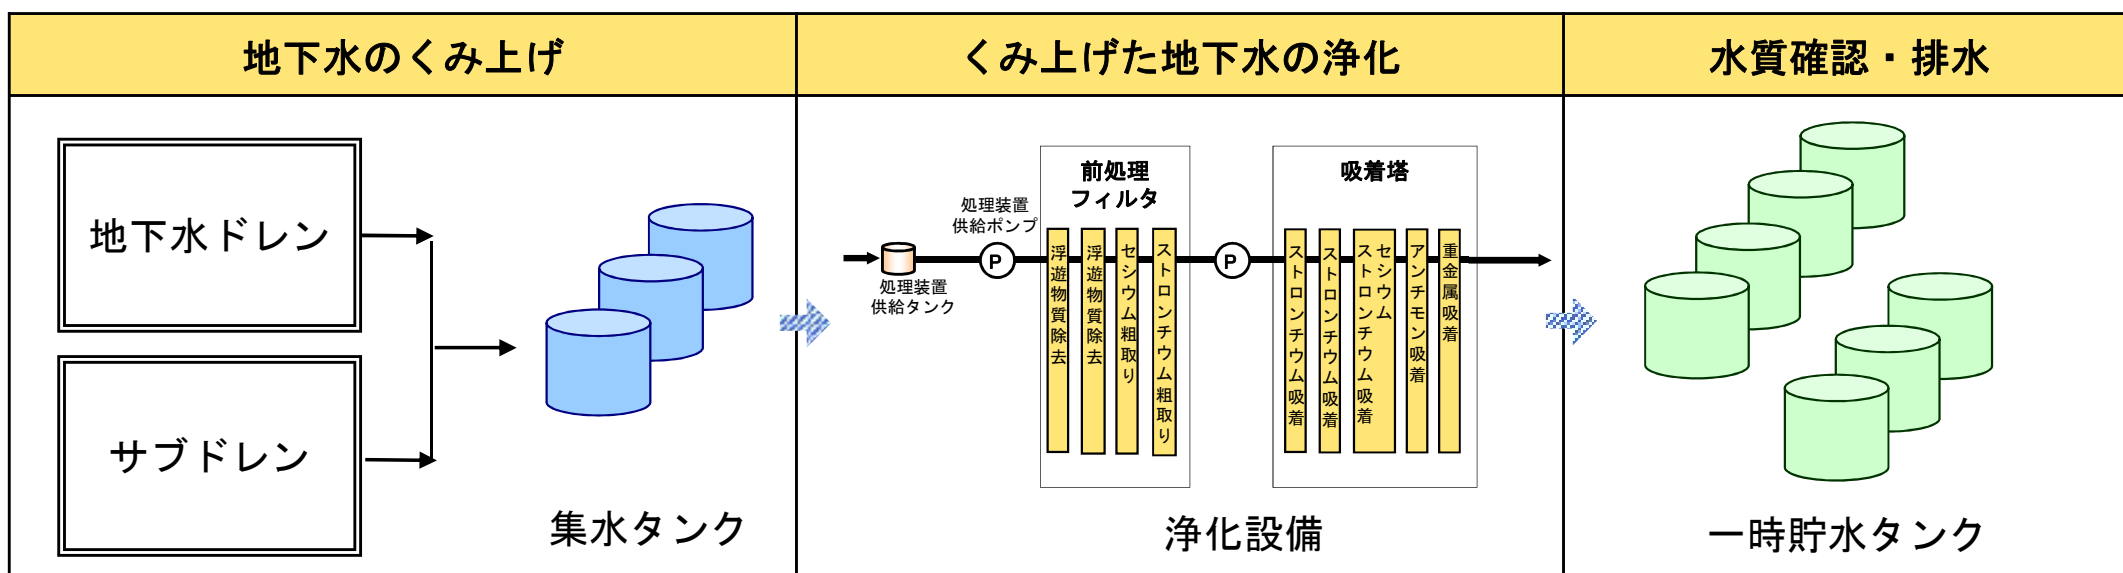 地下水のくみ上げ
くみ上げた地下水の浄化
水質確認・排水
地下水ドレン
サブドレン
集水タンク
処理装置
供給タンク
処理装置
供給ポンプ
P
前処理
フィルタ
浮遊物質除去
浮遊物質除去
セシウム粗取り
ストロンチウム粗取り
P
吸着塔
ストロンチウム吸着
ストロンチウム吸着
セシウム
ストロンチウム吸着
アンチモン吸着
重金属吸着
浄化設備
一時貯水タンク